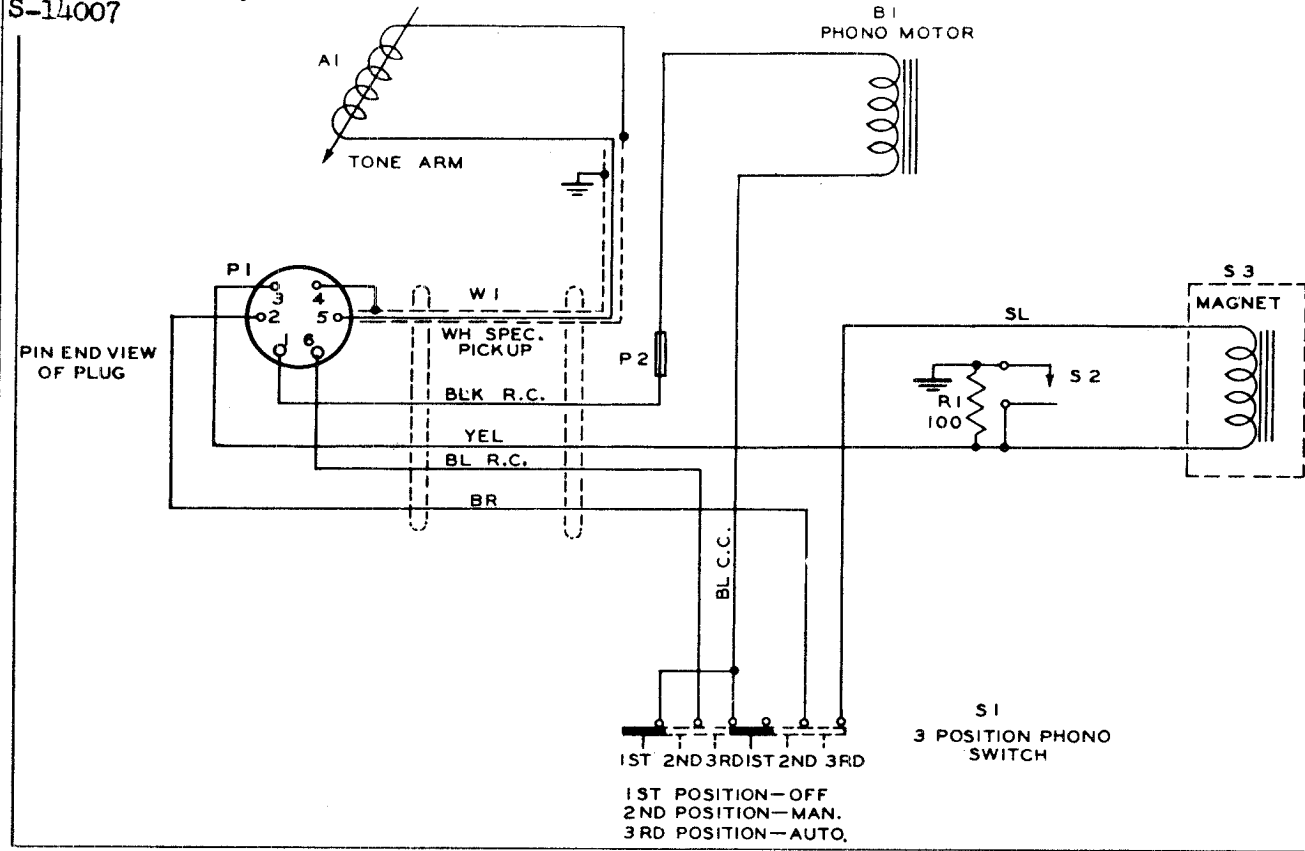 S-14007
B1
PHONO MOTOR
A1
TONE ARM
P1
3
4
2
5
1
6
W1
WH SPEC.
PICKUP
PIN END VIEW
OF PLUG
P2
BLK R.C.
YEL
BL R.C.
BR
BL C.C.
SL
S3
MAGNET
S2
R1
100
S1
3 POSITION PHONO
SWITCH
1ST 2ND 3RD 1ST 2ND 3RD
1ST POSITION—OFF
2ND POSITION—MAN.
3RD POSITION—AUTO.